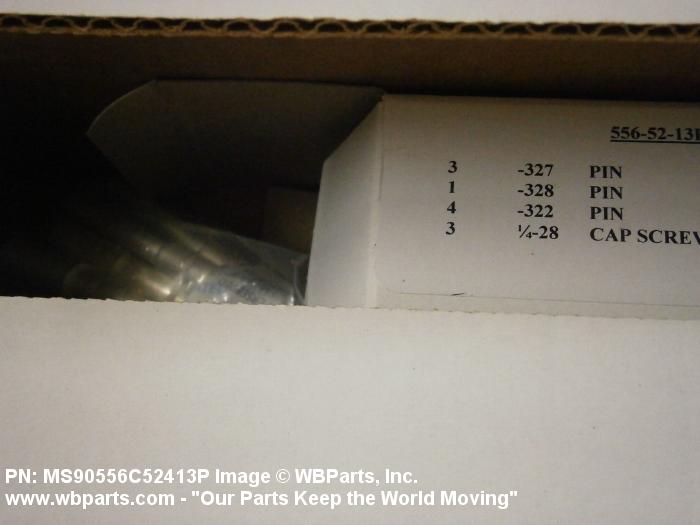 556-52-13
3 -327 PIN
1 -328 PIN
4 -322 PIN
3 ¼-28 CAP SCREW
PN: MS90556C52413P Image © WBParts, Inc.
www.wbparts.com - "Our Parts Keep the World Moving"